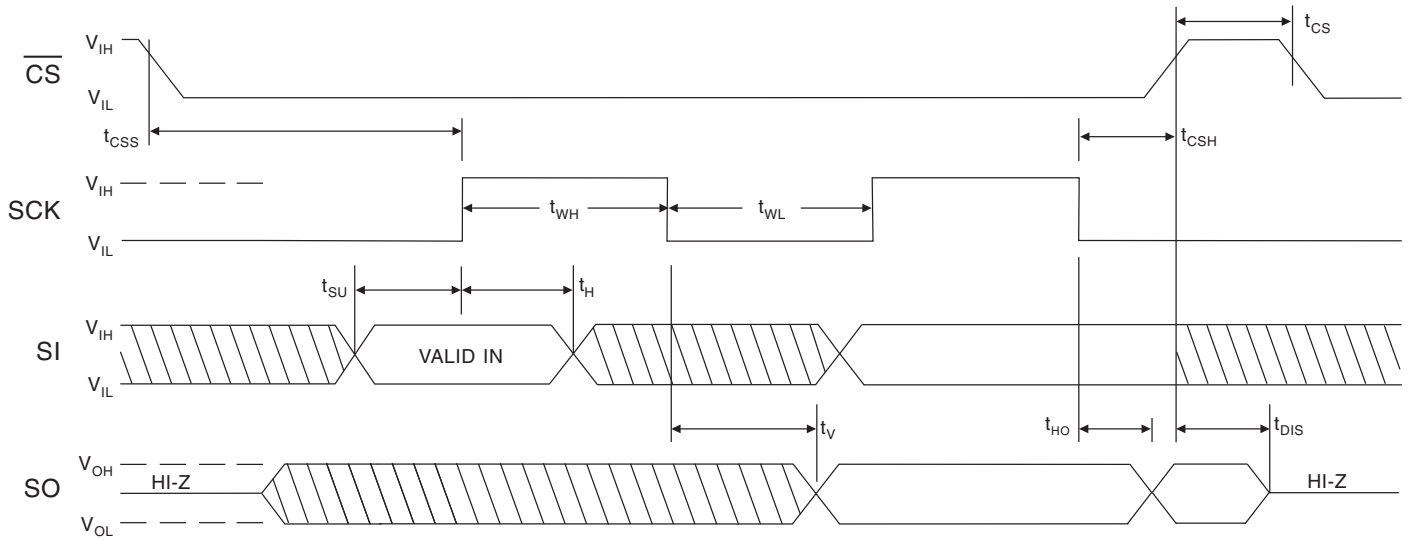 V_IH
t_CS
CS
V_IL
t_CSS
t_CSH
V_IH
SCK
t_WH
t_WL
V_IL
t_SU
t_H
V_IH
SI
VALID IN
V_IL
t_V
t_HO
t_DIS
V_OH
SO
HI-Z
HI-Z
V_OL